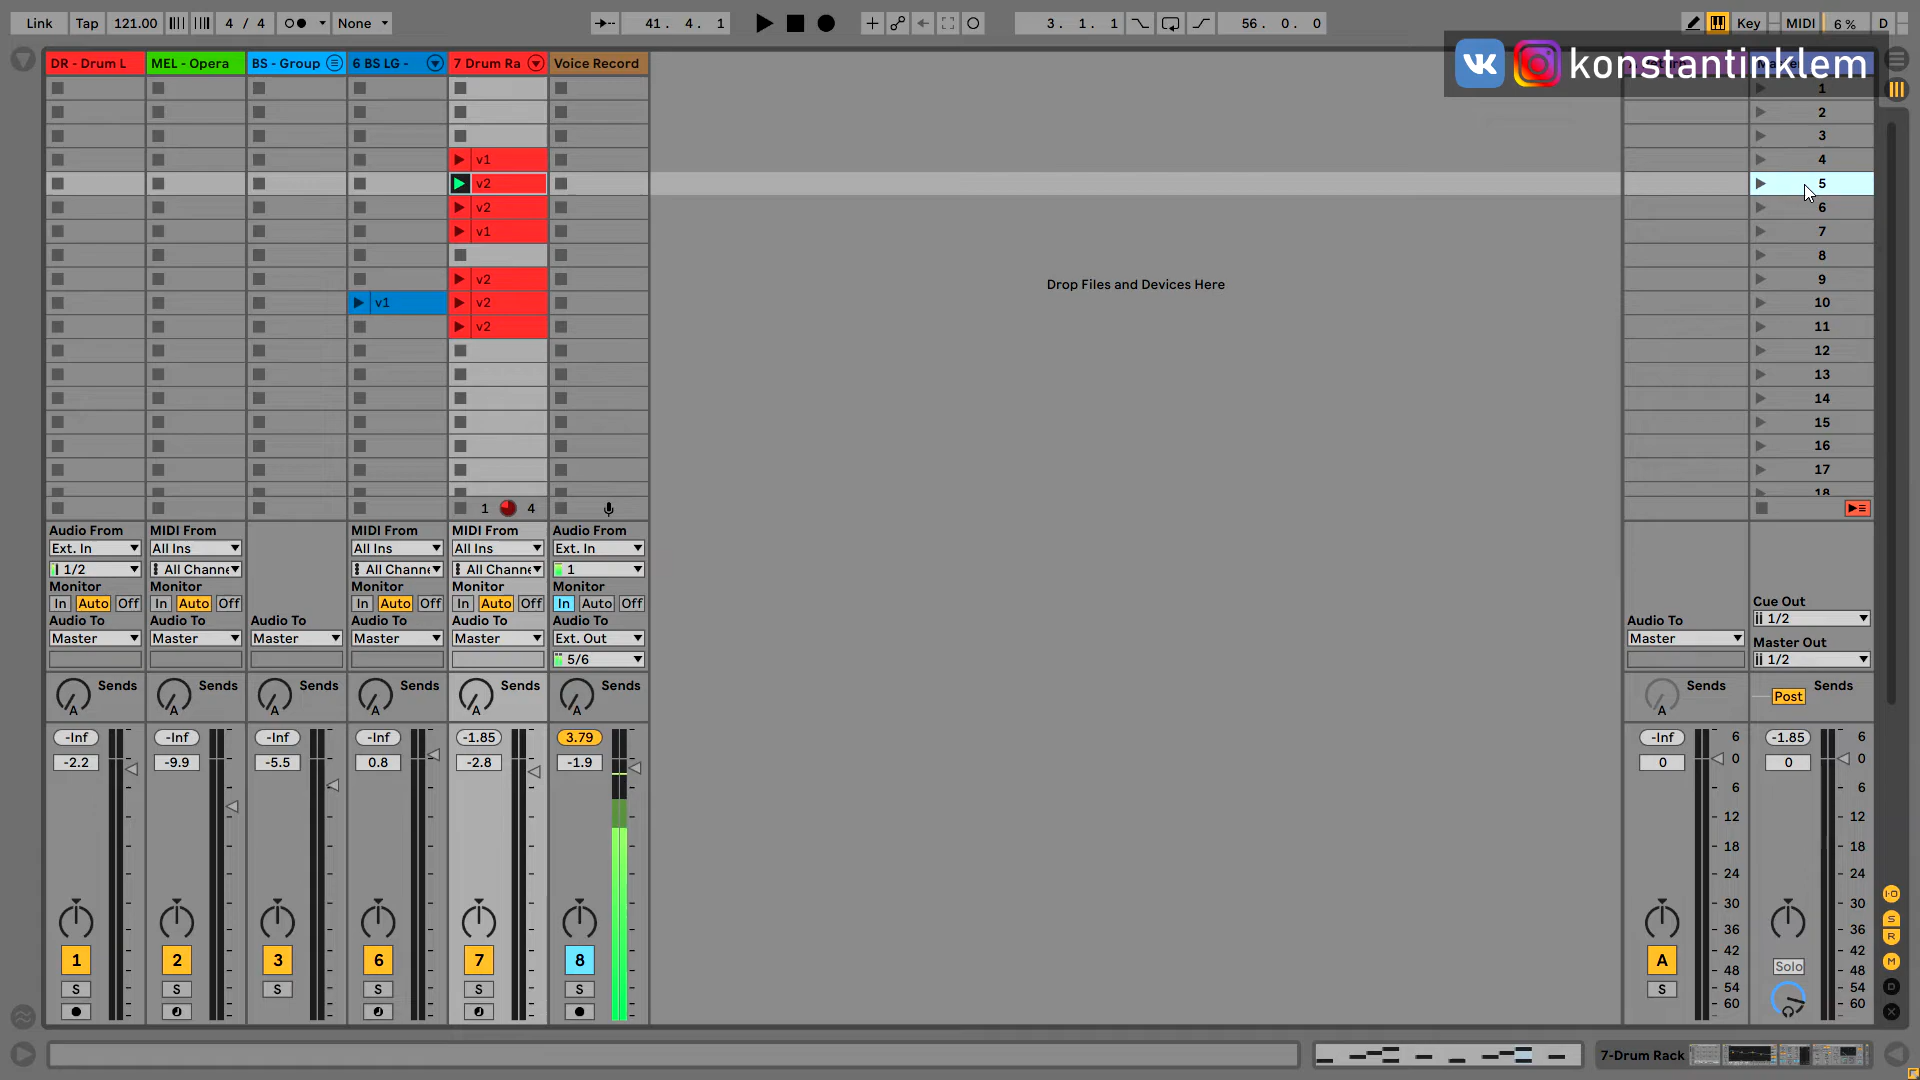 Link Tap 121.00 4 / 4 None 41. 4. 1 3. 1. 1 56. 0. 0 Key MIDI 6 % D
konstantinklem
DR - Drum L MEL - Opera BS - Group 6 BS LG - 7 Drum Ra Voice Record
1
2
3
v1 4
v2 5
v2 6
v1 7
8
v2 9
v1 v2 10
v2 11
12
13
14
15
16
17
18
Drop Files and Devices Here
1 4
Audio From MIDI From MIDI From MIDI From Audio From
Ext. In All Ins All Ins All Ins Ext. In
1/2 All Channe All Channe All Channe 1
Monitor Monitor Monitor Monitor Monitor
In Auto Off In Auto Off In Auto Off In Auto Off In Auto Off
Cue Out
1/2
Audio To Audio To Audio To Audio To Audio To Audio To Audio To
Master Master Master Master Master Ext. Out Master
Master Out
5/6 1/2
Sends Sends Sends Sends Sends Sends Sends Sends
A A A A A A A Post
-Inf -Inf -Inf -Inf -1.85 3.79 -Inf -1.85
-2.2 -9.9 -5.5 0.8 -2.8 -1.9 0 0
6 6
0 0
6 6
12 12
18 18
24 24
30 30
36 36
42 42
48 48
54 54
60 60
1 2 3 6 7 8 A Solo
S S S S S S S
I·O
S
R
M
D
X
7-Drum Rack